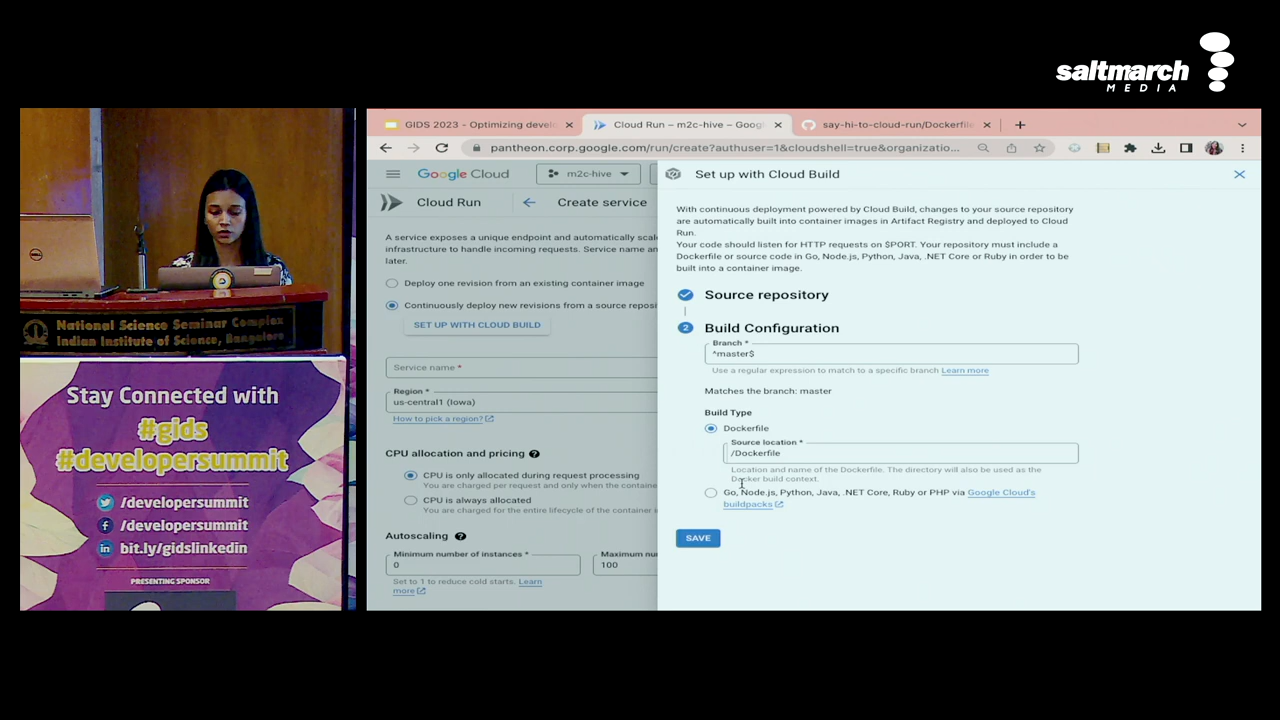 saltmarch
MEDIA
GIDS 2023 - Optimizing develo
Cloud Run – m2c-hive – Goog
say-hi-to-cloud-run/Dockerfile
pantheon.corp.google.com/run/create?authuser=1&cloudshell=true&organizatio...
Google Cloud
m2c-hive
Cloud Run
Create service
A service exposes a unique endpoint and automatically scale
infrastructure to handle incoming requests. Service name an
later.
Deploy one revision from an existing container image
Continuously deploy new revisions from a source reposi
SET UP WITH CLOUD BUILD
Service name *
Region *
us-central1 (Iowa)
How to pick a region?
CPU allocation and pricing
CPU is only allocated during request processing
You are charged per request and only when the containe
CPU is always allocated
You are charged for the entire lifecycle of the container i
Autoscaling
Minimum number of instances *
0
Maximum nu
100
Set to 1 to reduce cold starts. Learn
more
Set up with Cloud Build
With continuous deployment powered by Cloud Build, changes to your source repository
are automatically built into container images in Artifact Registry and deployed to Cloud
Run.
Your code should listen for HTTP requests on $PORT. Your repository must include a
Dockerfile or source code in Go, Node.js, Python, Java, .NET Core or Ruby in order to be
built into a container image.
Source repository
2
Build Configuration
Branch *
^master$
Use a regular expression to match to a specific branch Learn more
Matches the branch: master
Build Type
Dockerfile
Source location *
/Dockerfile
Location and name of the Dockerfile. The directory will also be used as the
Docker build context.
Go, Node.js, Python, Java, .NET Core, Ruby or PHP via Google Cloud's
buildpacks
SAVE
DELL
National Science Seminar Complex
Indian Institute of Science, Bangalore
Stay Connected with
#gids
#developersummit
/developersummit
/developersummit
bit.ly/gidslinkedin
PRESENTING SPONSOR